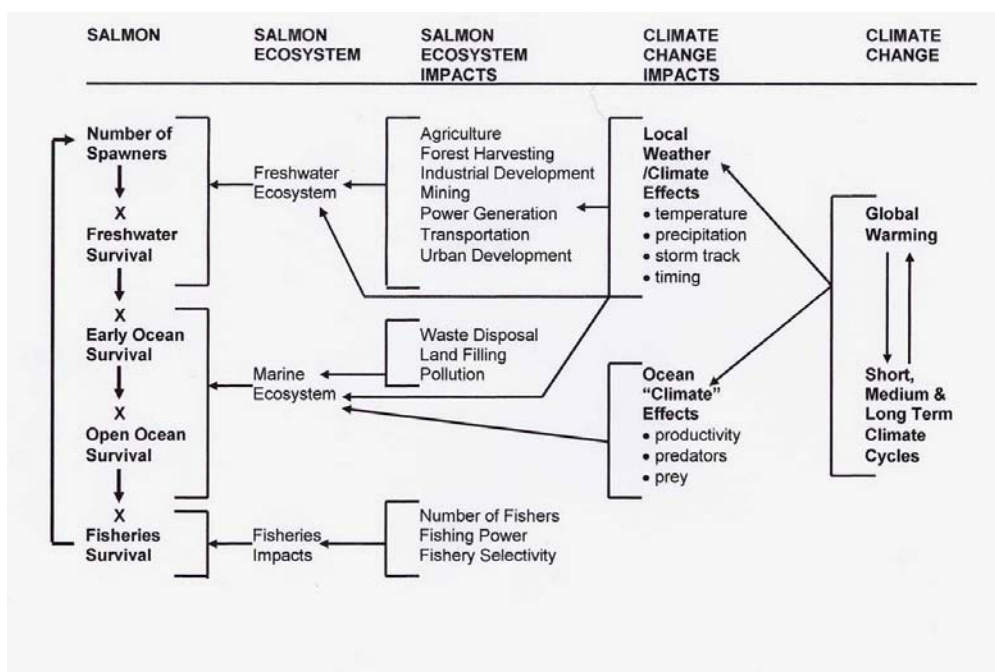 SALMON
SALMON
ECOSYSTEM
SALMON
ECOSYSTEM
IMPACTS
CLIMATE
CHANGE
IMPACTS
CLIMATE
CHANGE
Number of
Spawners
X
Freshwater
Survival
X
Early Ocean
Survival
X
Open Ocean
Survival
X
Fisheries
Survival
Freshwater
Ecosystem
Marine
Ecosystem
Fisheries
Impacts
Agriculture
Forest Harvesting
Industrial Development
Mining
Power Generation
Transportation
Urban Development
Waste Disposal
Land Filling
Pollution
Number of Fishers
Fishing Power
Fishery Selectivity
Local
Weather
/Climate
Effects
• temperature
• precipitation
• storm track
• timing
Ocean
“Climate”
Effects
• productivity
• predators
• prey
Global
Warming
Short,
Medium &
Long Term
Climate
Cycles